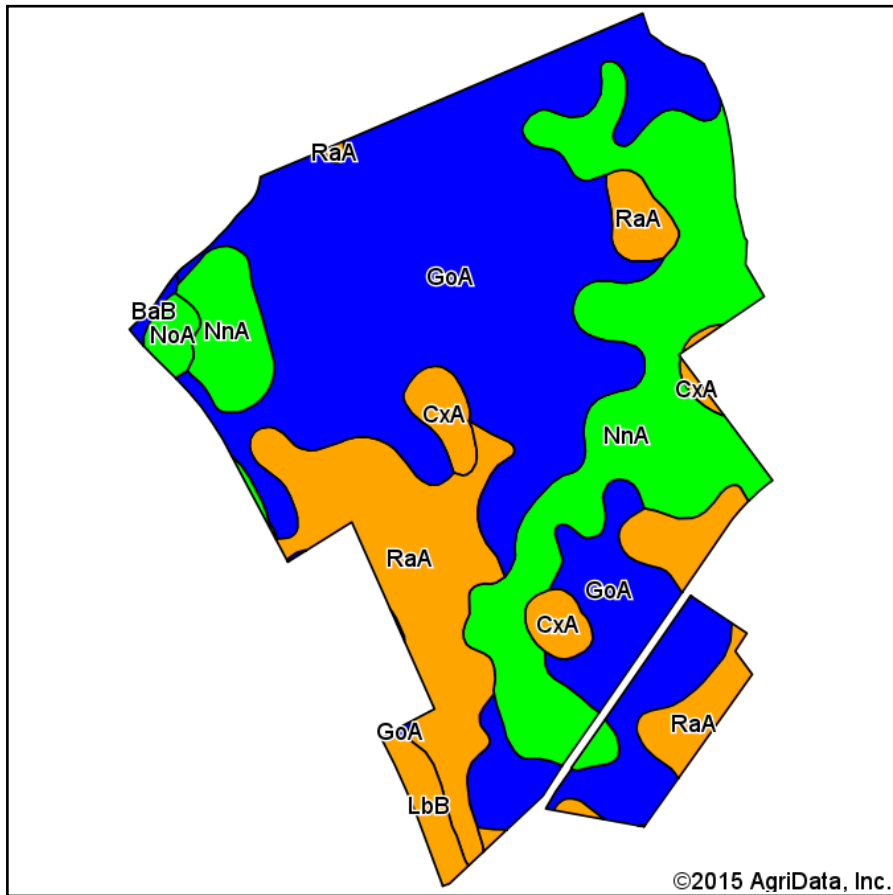 RaA
RaA
GoA
BaB
NoA
NnA
CxA
CxA
NnA
RaA
GoA
CxA
RaA
GoA
LbB
©2015 AgriData, Inc.